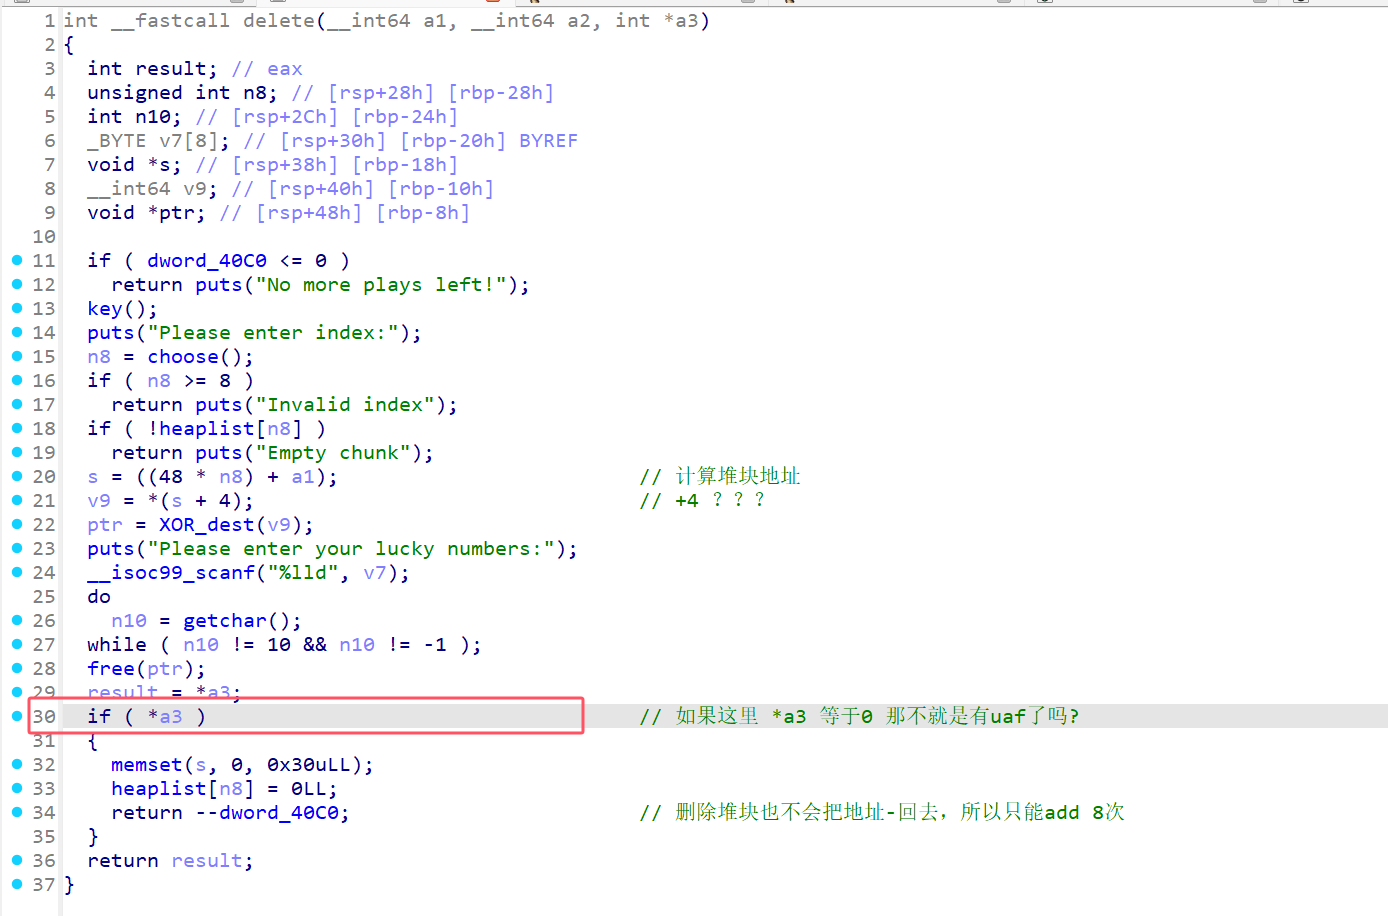 1 int __fastcall delete(__int64 a1, __int64 a2, int *a3)
2 {
3 int result; // eax
4 unsigned int n8; // [rsp+28h] [rbp-28h]
5 int n10; // [rsp+2Ch] [rbp-24h]
6 _BYTE v7[8]; // [rsp+30h] [rbp-20h] BYREF
7 void *s; // [rsp+38h] [rbp-18h]
8 __int64 v9; // [rsp+40h] [rbp-10h]
9 void *ptr; // [rsp+48h] [rbp-8h]
10
11 if ( dword_40C0 <= 0 )
12 return puts("No more plays left!");
13 key();
14 puts("Please enter index:");
15 n8 = choose();
16 if ( n8 >= 8 )
17 return puts("Invalid index");
18 if ( !heaplist[n8] )
19 return puts("Empty chunk");
20 s = ((48 * n8) + a1); // 计算堆块地址
21 v9 = *(s + 4); // +4 ？？？
22 ptr = XOR_dest(v9);
23 puts("Please enter your lucky numbers:");
24 __isoc99_scanf("%lld", v7);
25 do
26 n10 = getchar();
27 while ( n10 != 10 && n10 != -1 );
28 free(ptr);
29 result = *a3;
30 if ( *a3 ) // 如果这里 *a3 等于0 那不就是有uaf了吗?
31 {
32 memset(s, 0, 0x30uLL);
33 heaplist[n8] = 0LL;
34 return --dword_40C0; // 删除堆块也不会把地址-回去，所以只能add 8次
35 }
36 return result;
37 }